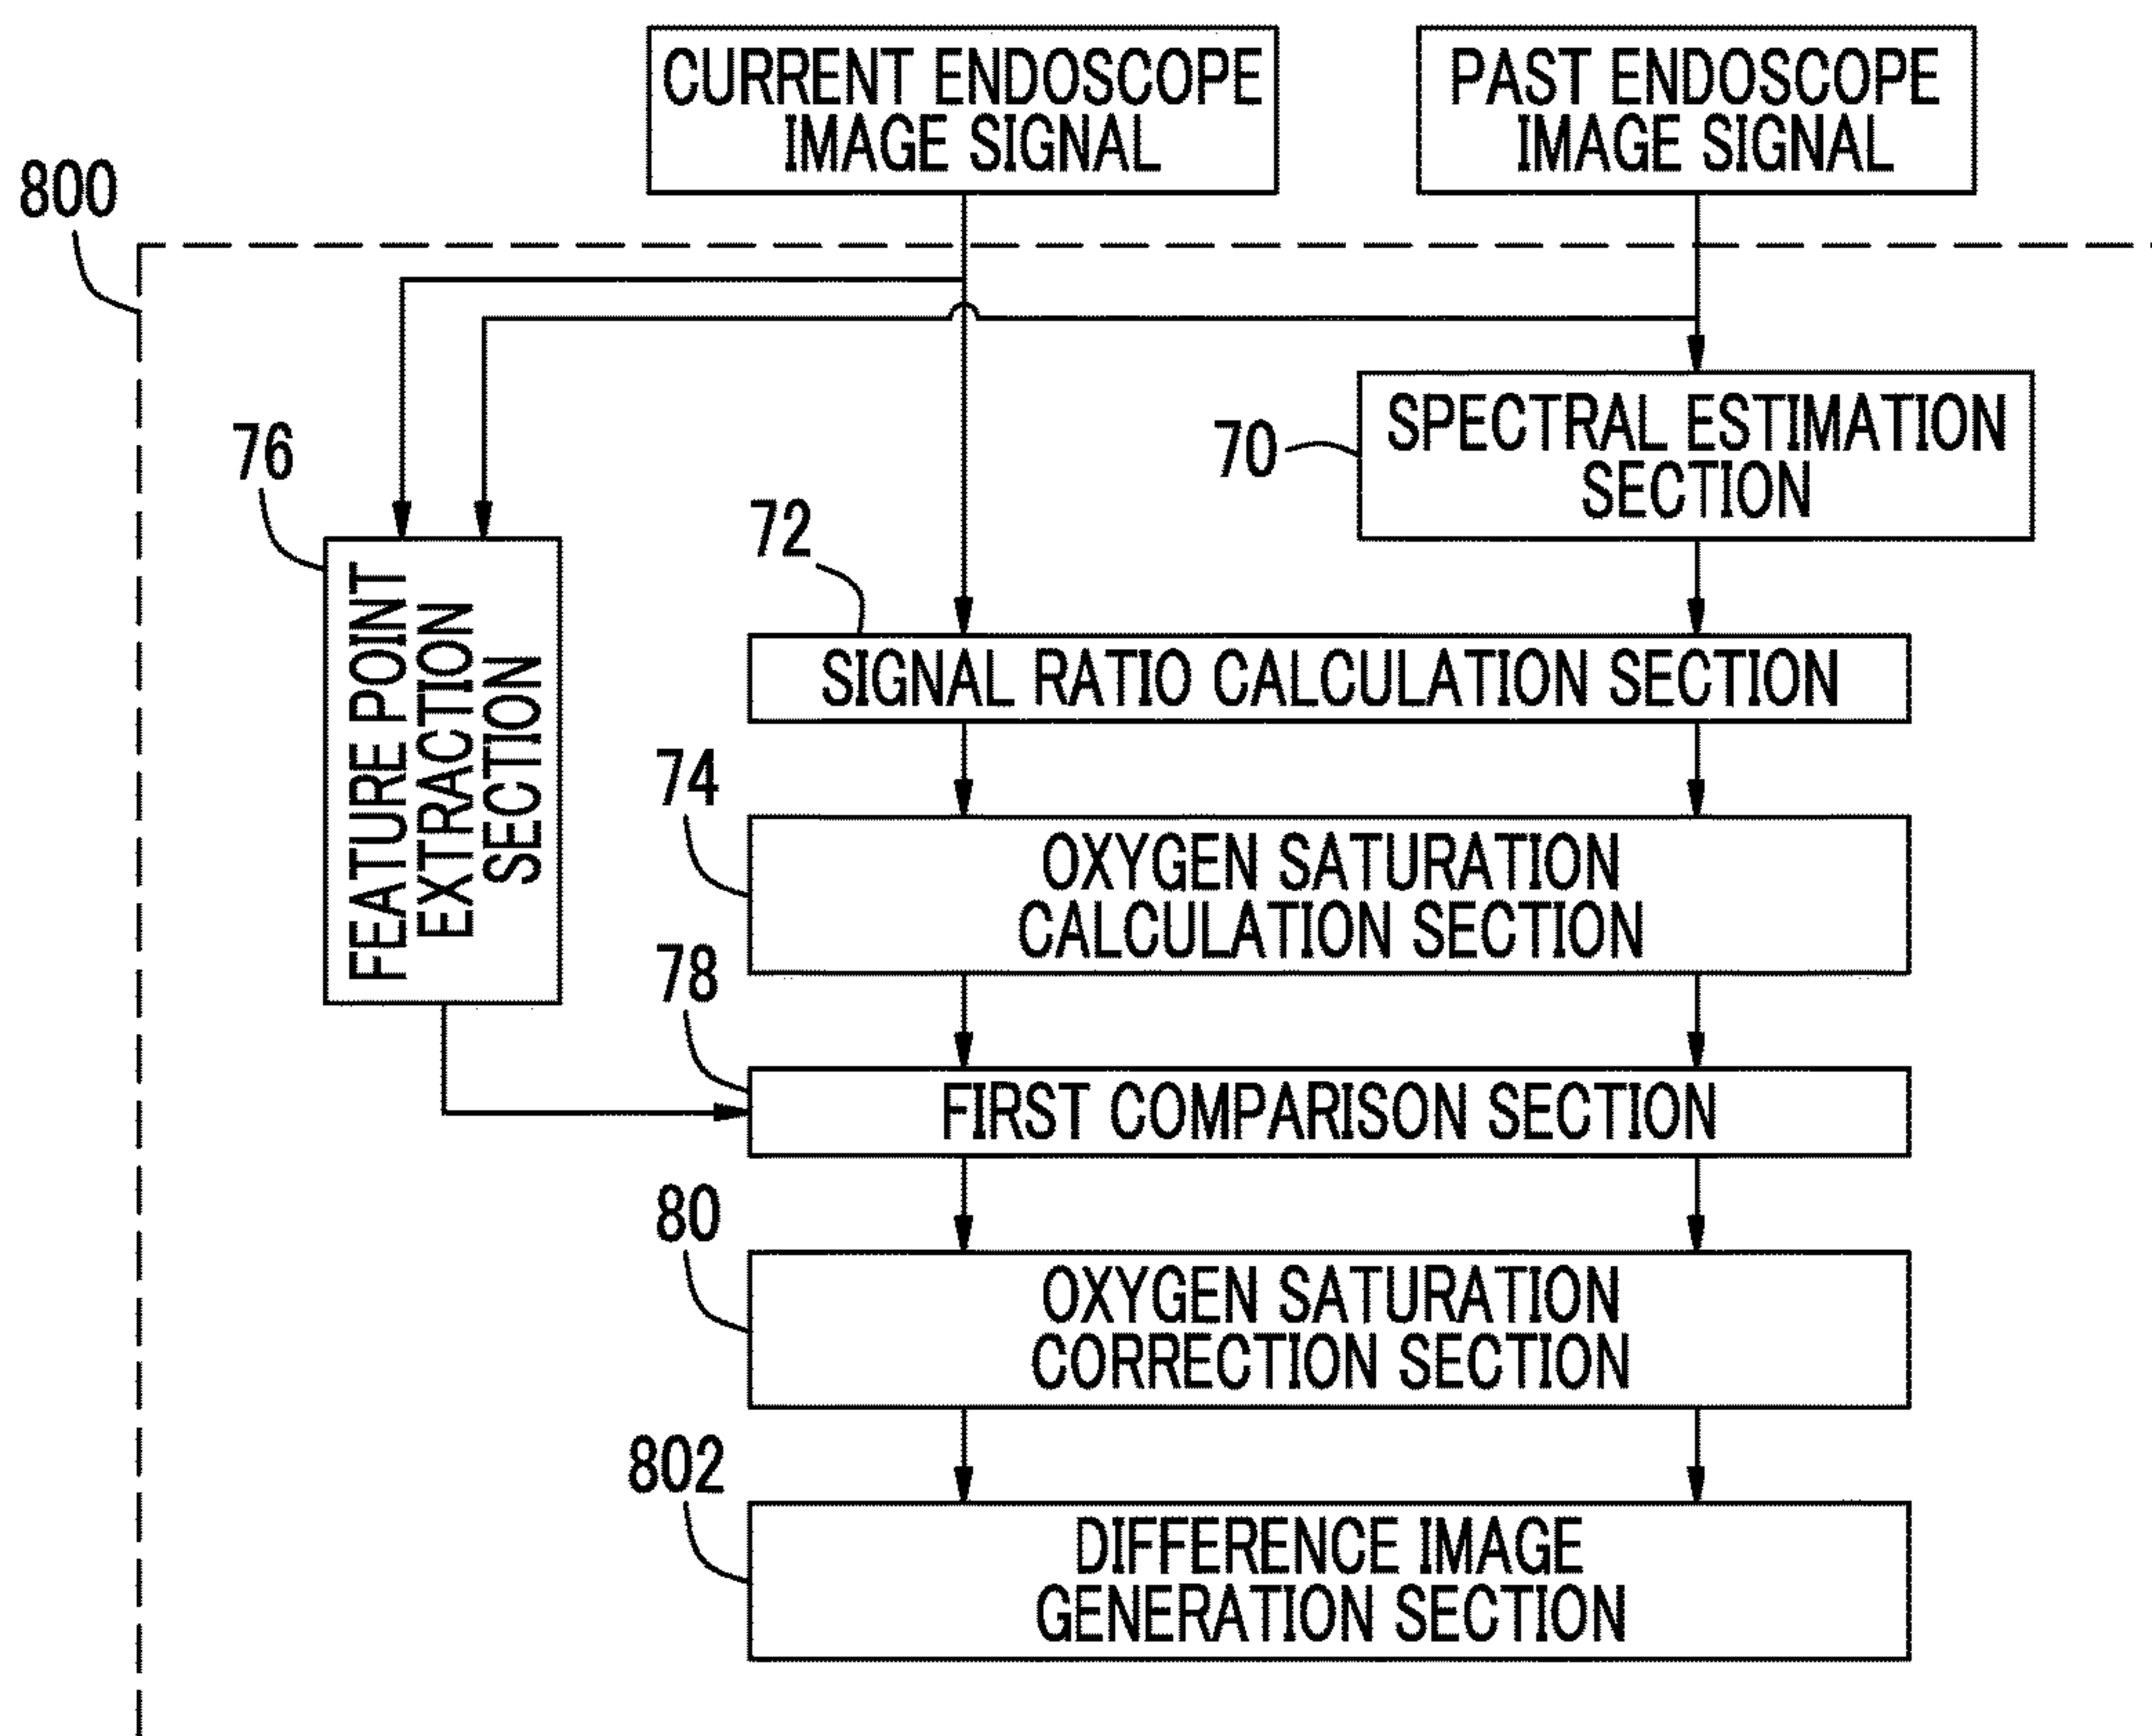 CURRENT ENDOSCOPE
IMAGE SIGNAL
PAST ENDOSCOPE
IMAGE SIGNAL
800
76
70
SPECTRAL ESTIMATION
SECTION
72
FEATURE POINT
EXTRACTION
SECTION
SIGNAL RATIO CALCULATION SECTION
74
OXYGEN SATURATION
CALCULATION SECTION
78
FIRST COMPARISON SECTION
80
OXYGEN SATURATION
CORRECTION SECTION
802
DIFFERENCE IMAGE
GENERATION SECTION